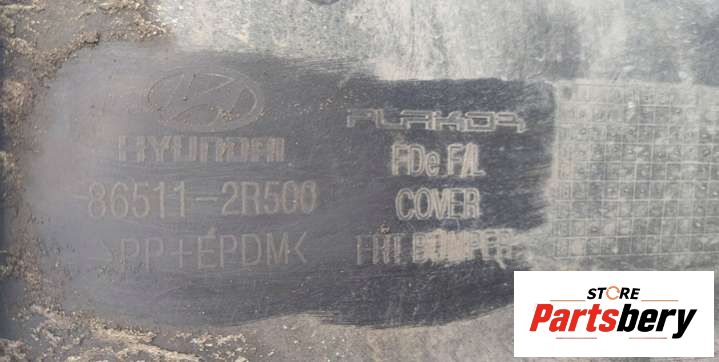 HYUNDAI
86511-2R500
>PP+EPDM<
PLAKOR
FDe F/L
COVER
FRT BUMPER
STORE
Partsbery